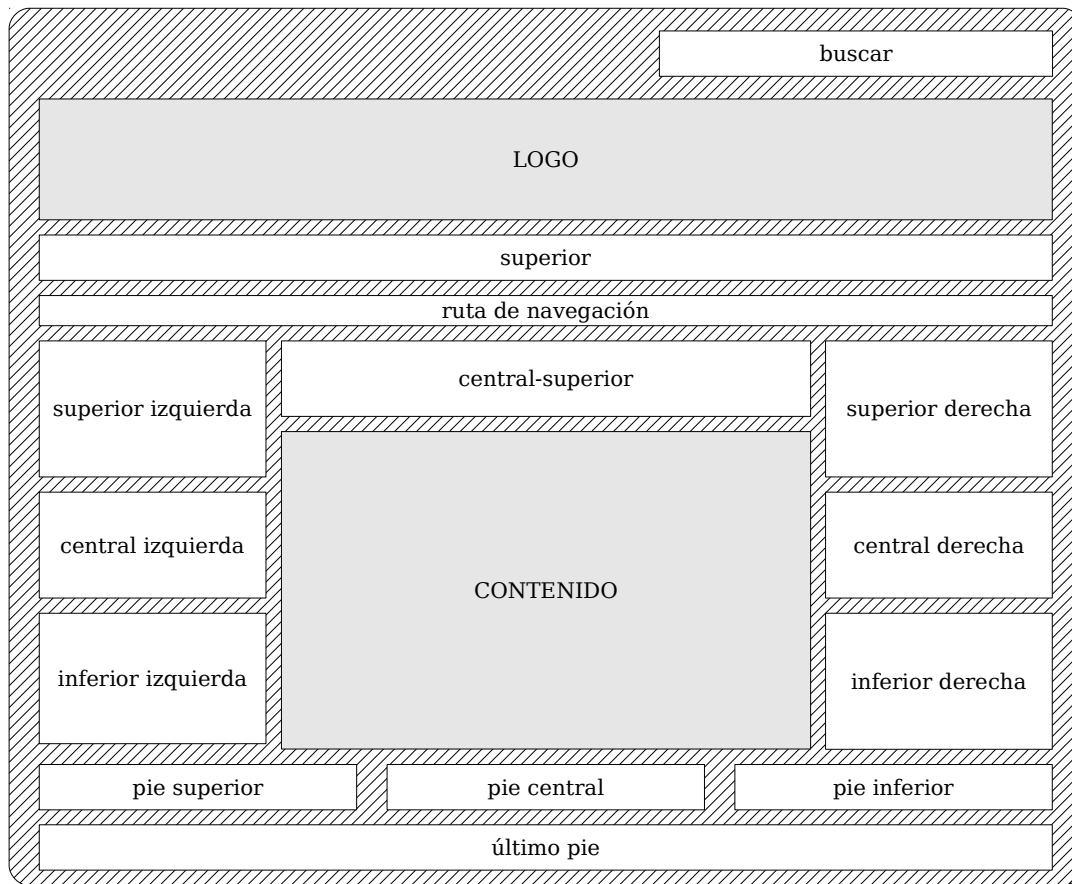 buscar
LOGO
superior
ruta de navegación
superior izquierda
central-superior
superior derecha
central izquierda
CONTENIDO
central derecha
inferior izquierda
inferior derecha
pie superior
pie central
pie inferior
último pie